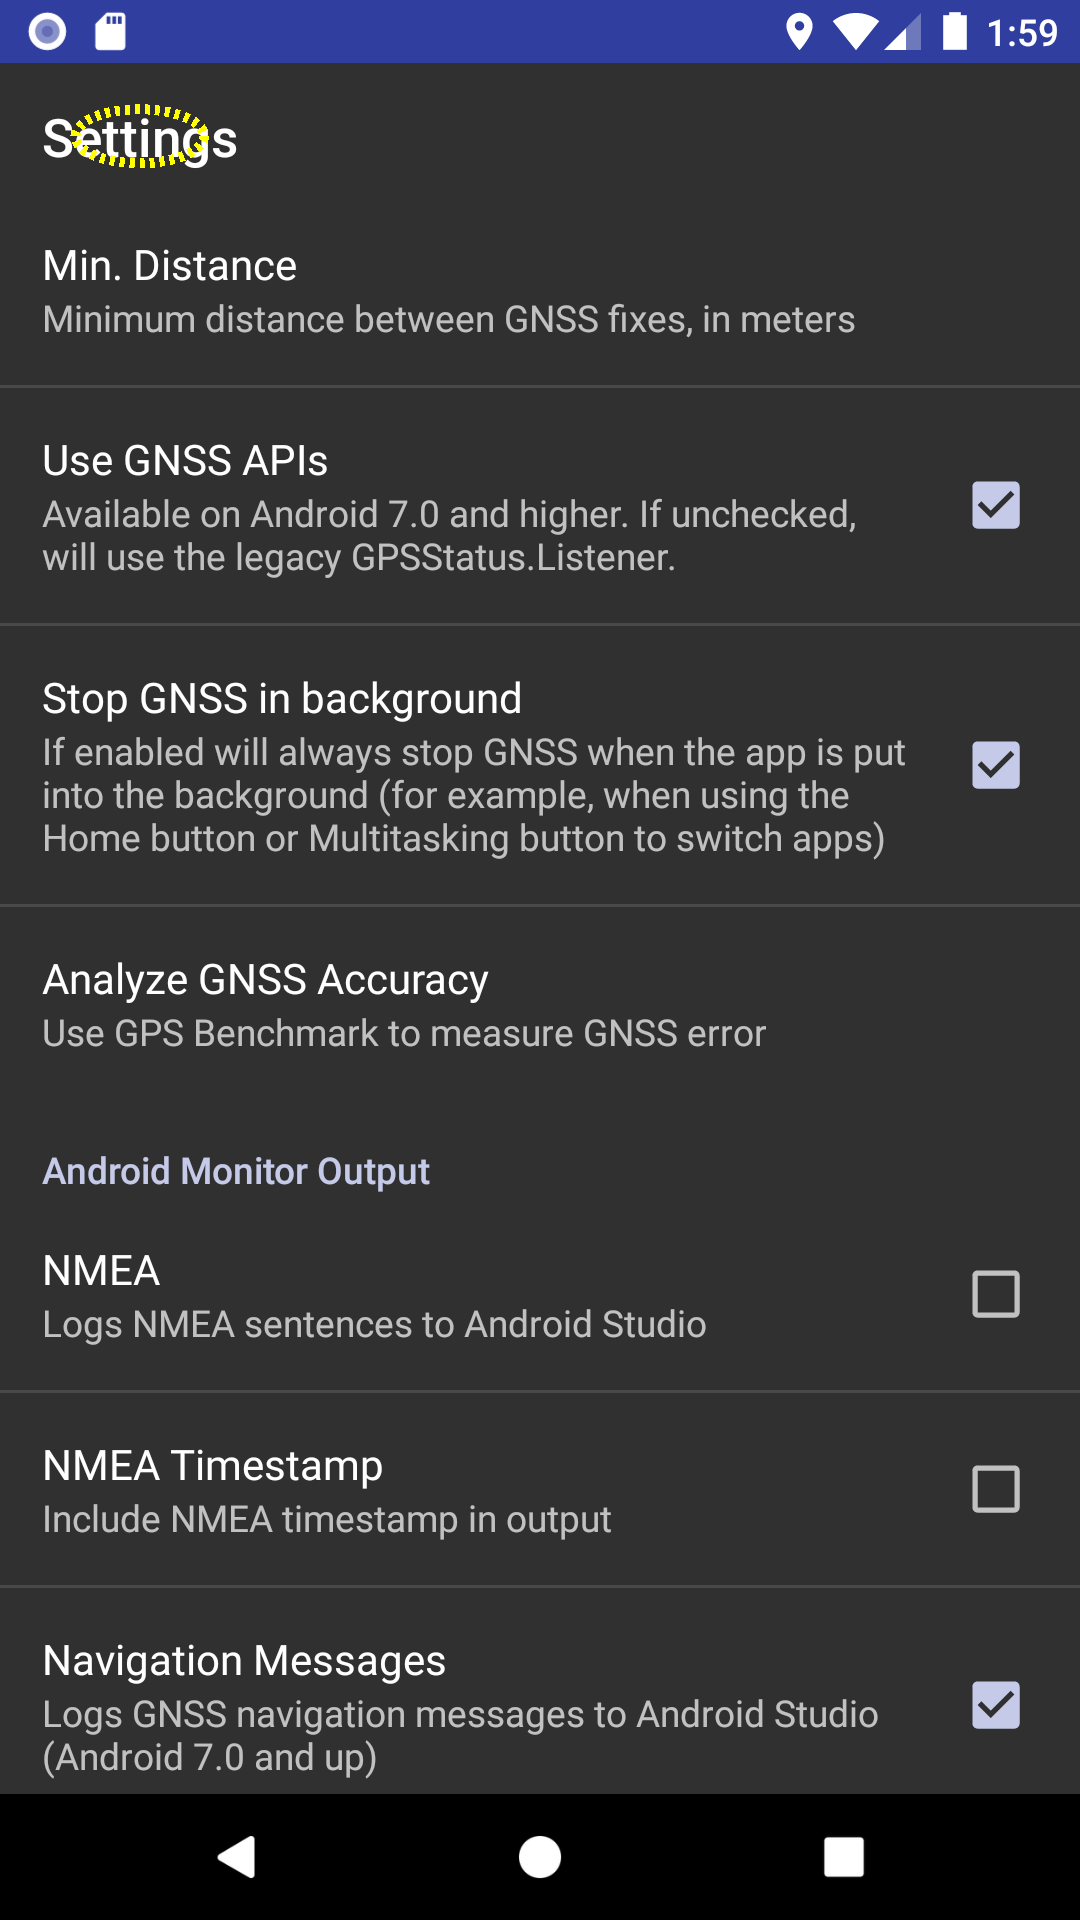 1:59
Settings
Min. Distance
Minimum distance between GNSS fixes, in meters
Use GNSS APIs
Available on Android 7.0 and higher. If unchecked,
will use the legacy GPSStatus.Listener.
Stop GNSS in background
If enabled will always stop GNSS when the app is put
into the background (for example, when using the
Home button or Multitasking button to switch apps)
Analyze GNSS Accuracy
Use GPS Benchmark to measure GNSS error
Android Monitor Output
NMEA
Logs NMEA sentences to Android Studio
NMEA Timestamp
Include NMEA timestamp in output
Navigation Messages
Logs GNSS navigation messages to Android Studio
(Android 7.0 and up)